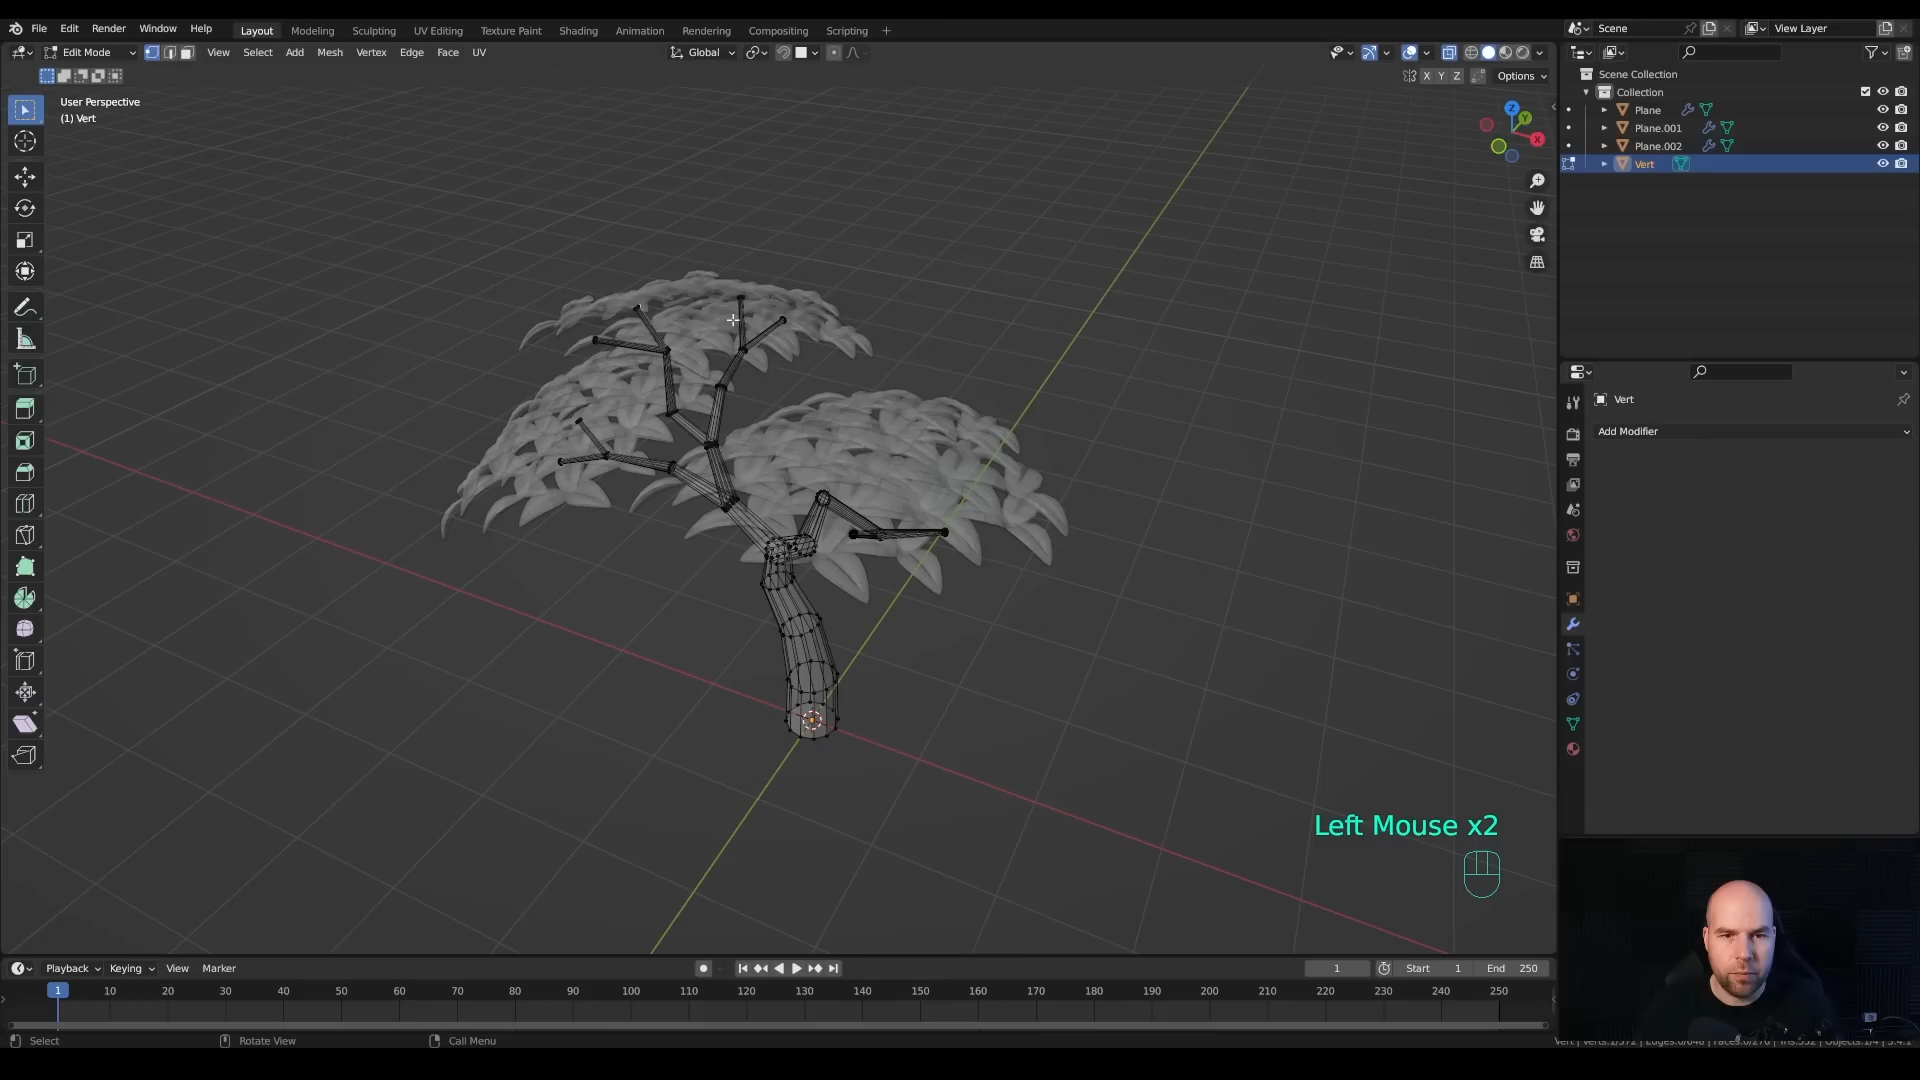 File Edit Render Window Help Layout Modeling Sculpting UV Editing Texture Paint Shading Animation Rendering Compositing Scripting + Scene View Layer
Edit Mode View Select Add Mesh Vertex Edge Face UV Global
X Y Z Options
Scene Collection
Collection
Plane
Plane.001
Plane.002
Vert
User Perspective
(1) Vert
Z
Y
X
Vert
Add Modifier
Left Mouse x2
Playback Keying View Marker 1 Start 1 End 250
1 10 20 30 40 50 60 70 80 90 100 110 120 130 140 150 160 170 180 190 200 210 220 230 240 250
Select Rotate View Call Menu